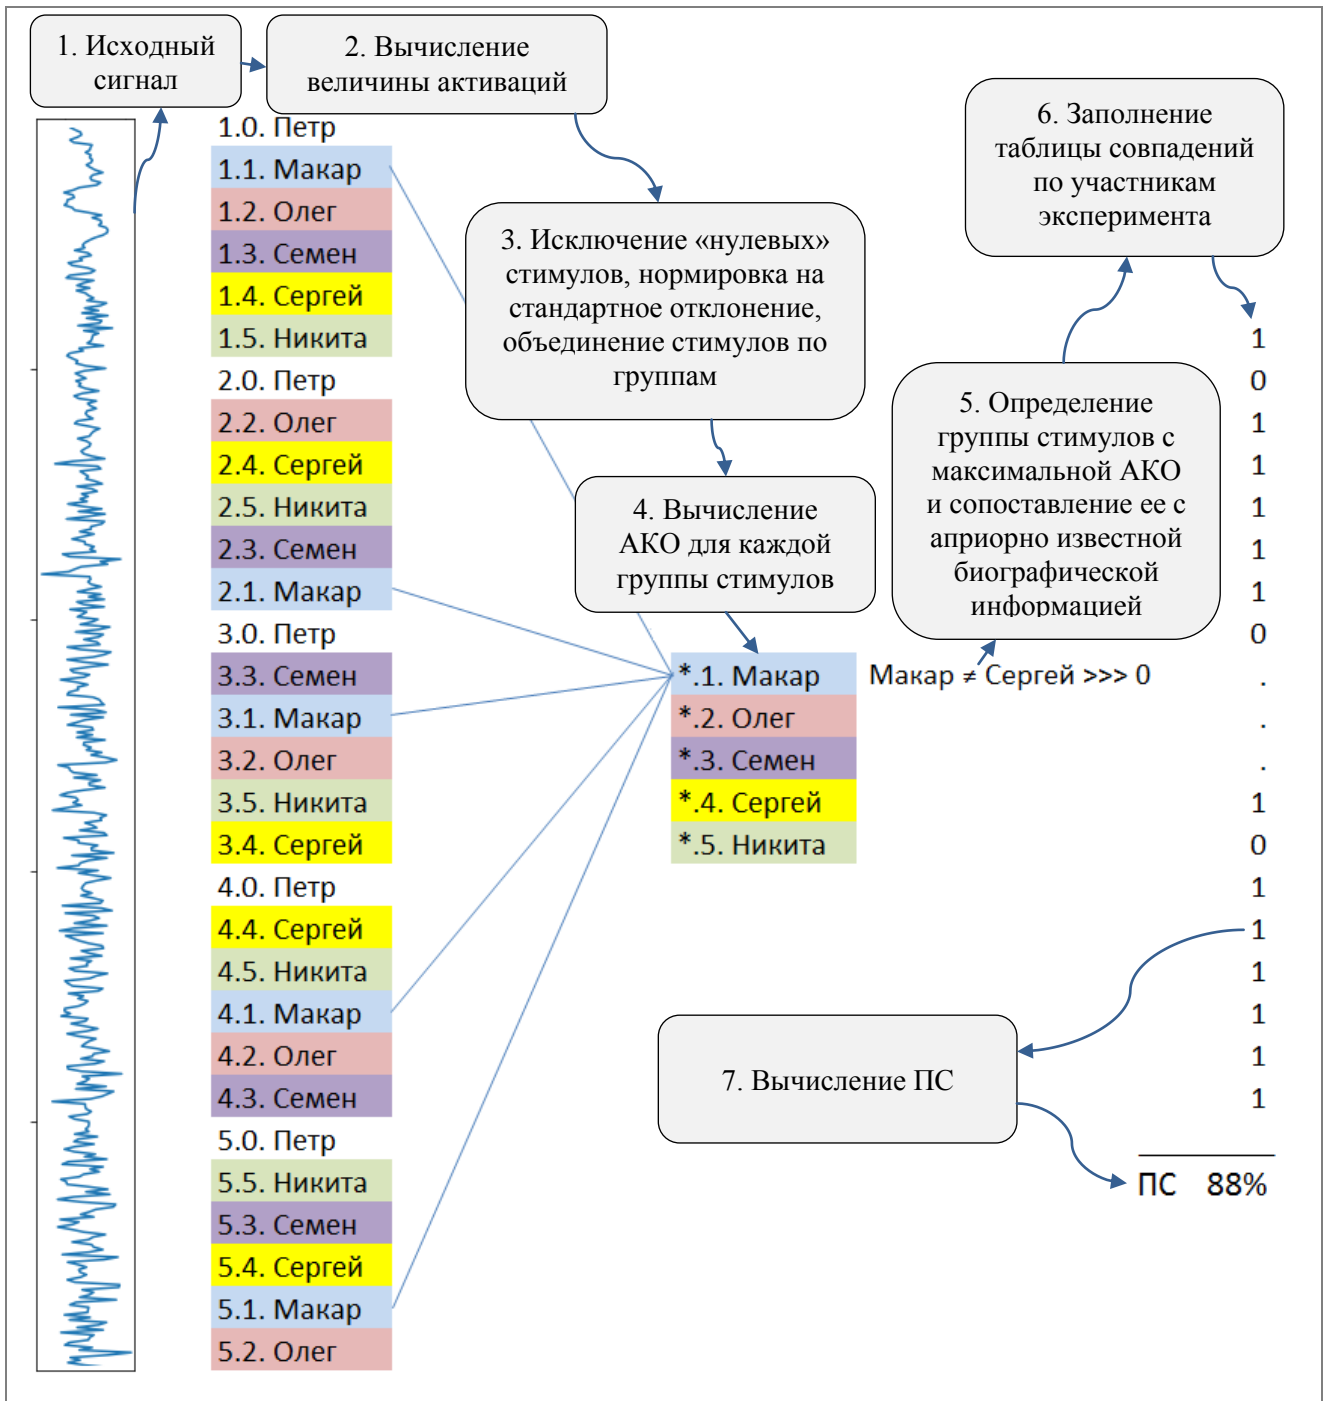 1. Исходный
сигнал
2. Вычисление
величины активаций
1.0. Петр
1.1. Макар
1.2. Олег
1.3. Семен
1.4. Сергей
1.5. Никита
2.0. Петр
2.2. Олег
2.4. Сергей
2.5. Никита
2.3. Семен
2.1. Макар
3.0. Петр
3.3. Семен
3.1. Макар
3.2. Олег
3.5. Никита
3.4. Сергей
4.0. Петр
4.4. Сергей
4.5. Никита
4.1. Макар
4.2. Олег
4.3. Семен
5.0. Петр
5.5. Никита
5.3. Семен
5.4. Сергей
5.1. Макар
5.2. Олег
3. Исключение «нулевых»
стимулов, нормировка на
стандартное отклонение,
объединение стимулов по
группам
4. Вычисление
АКО для каждой
группы стимулов
*.1. Макар
*.2. Олег
*.3. Семен
*.4. Сергей
*.5. Никита
Макар ≠ Сергей >>> 0
5. Определение
группы стимулов с
максимальной АКО
и сопоставление ее с
априорно известной
биографической
информацией
6. Заполнение
таблицы совпадений
по участникам
эксперимента
1
0
1
1
1
1
1
0
.
.
.
1
0
1
1
1
1
1
1
7. Вычисление ПС
ПС 88%